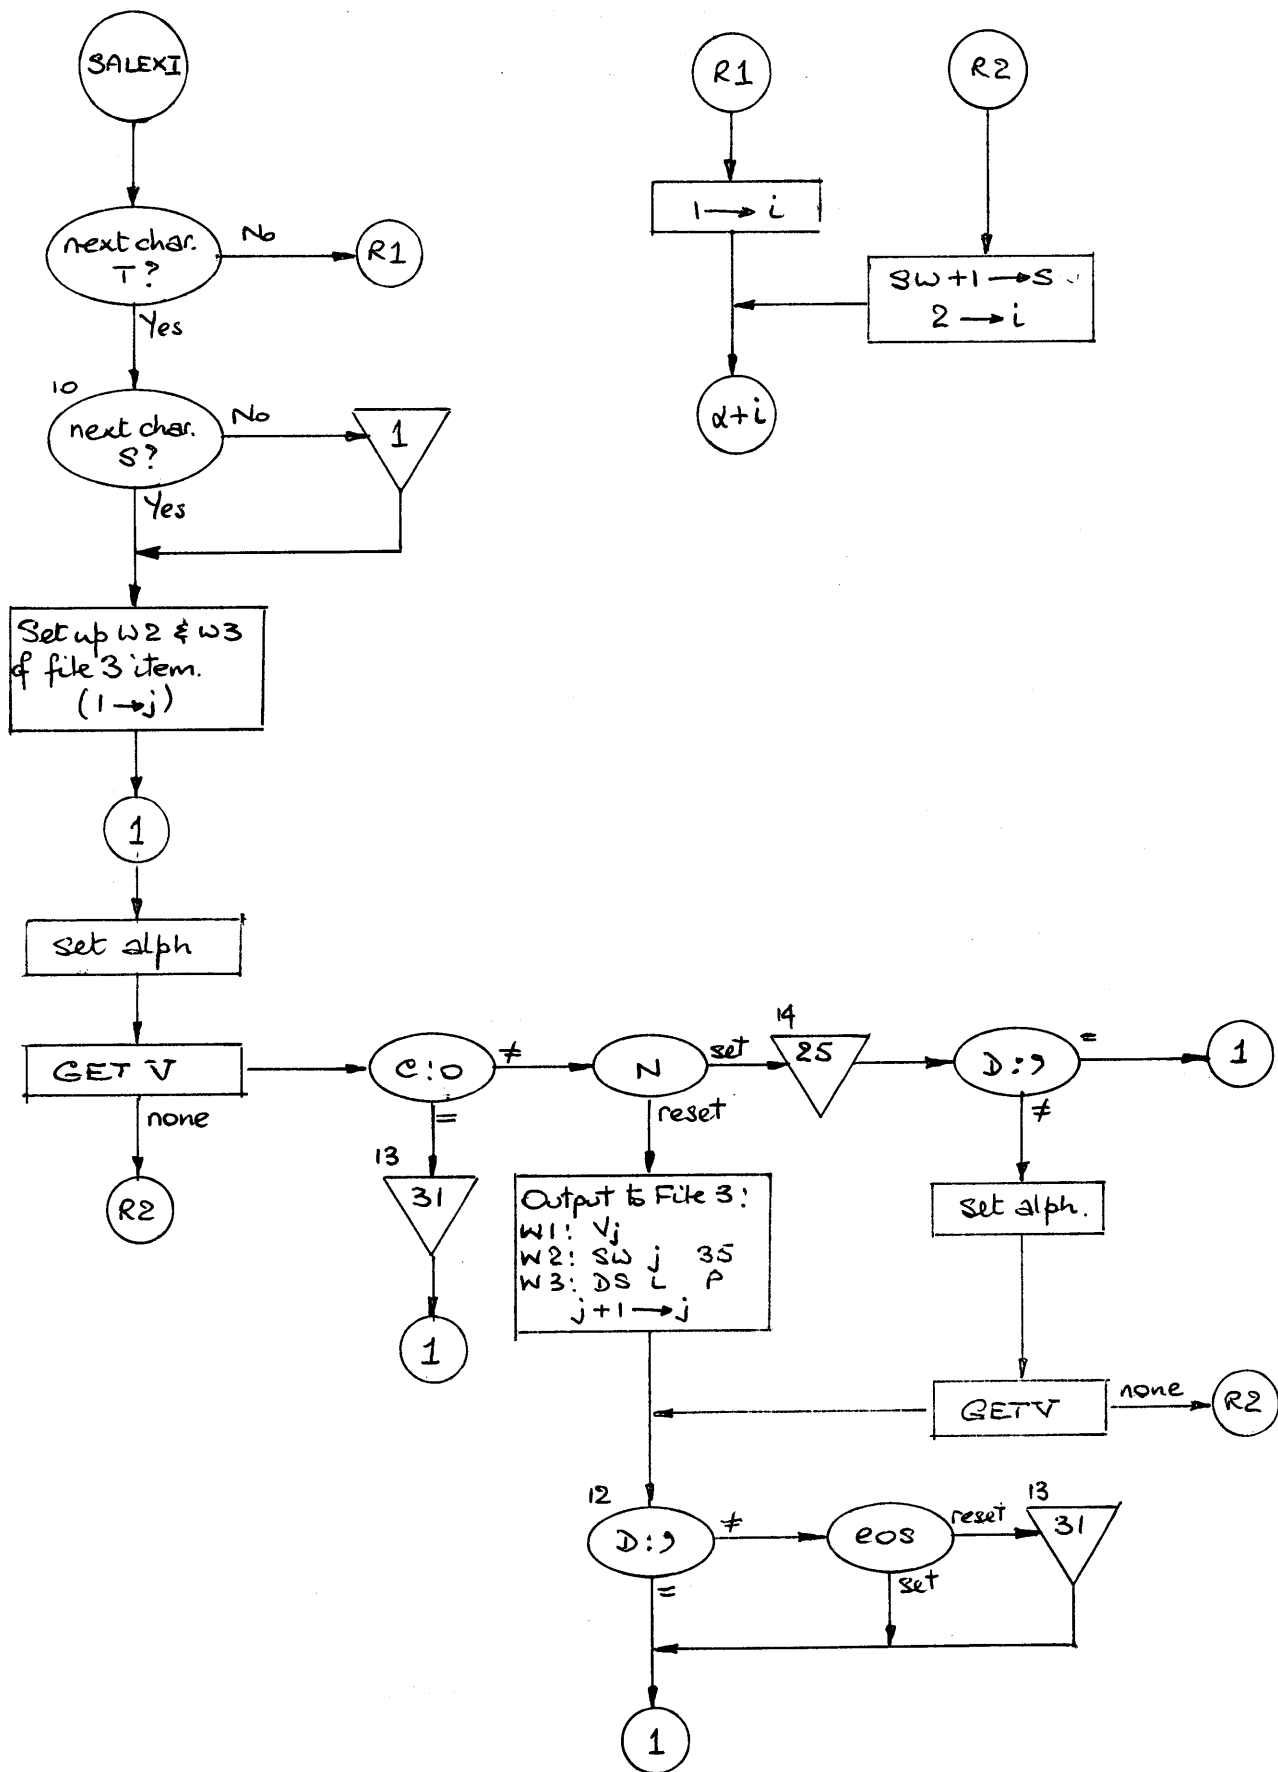 SALEXI
next char.
T?
No
R1
Yes
10
next char.
S?
No
1
Yes
Set up W2 & W3
of file 3 item.
(1 → j)
1
set alph
GET V
none
R2
C:0
≠
=
13
31
1
N
set
reset
14
25
D:,
=
1
≠
Output to File 3:
W1: Vj
W2: SW j 35
W3: DS L P
j+1 → j
set alph.
GETV
none
R2
12
D:,
≠
=
eos
reset
set
13
31
1
R1
1 → i
R2
SW+1 → S
2 → i
α+i